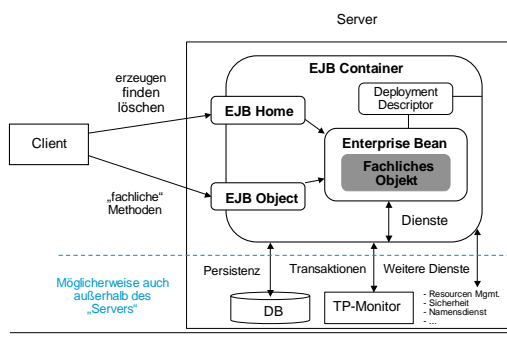 Server
EJB Container
erzeugen
finden
löschen
Deployment
Descriptor
EJB Home
Client
Enterprise Bean
Fachliches
Objekt
„fachliche“
Methoden
EJB Object
Dienste
Persistenz
Transaktionen
Weitere Dienste
Möglicherweise auch
außerhalb des
„Servers“
DB
TP-Monitor
- Resourcen Mgmt.
- Sicherheit
- Namensdienst
- ...